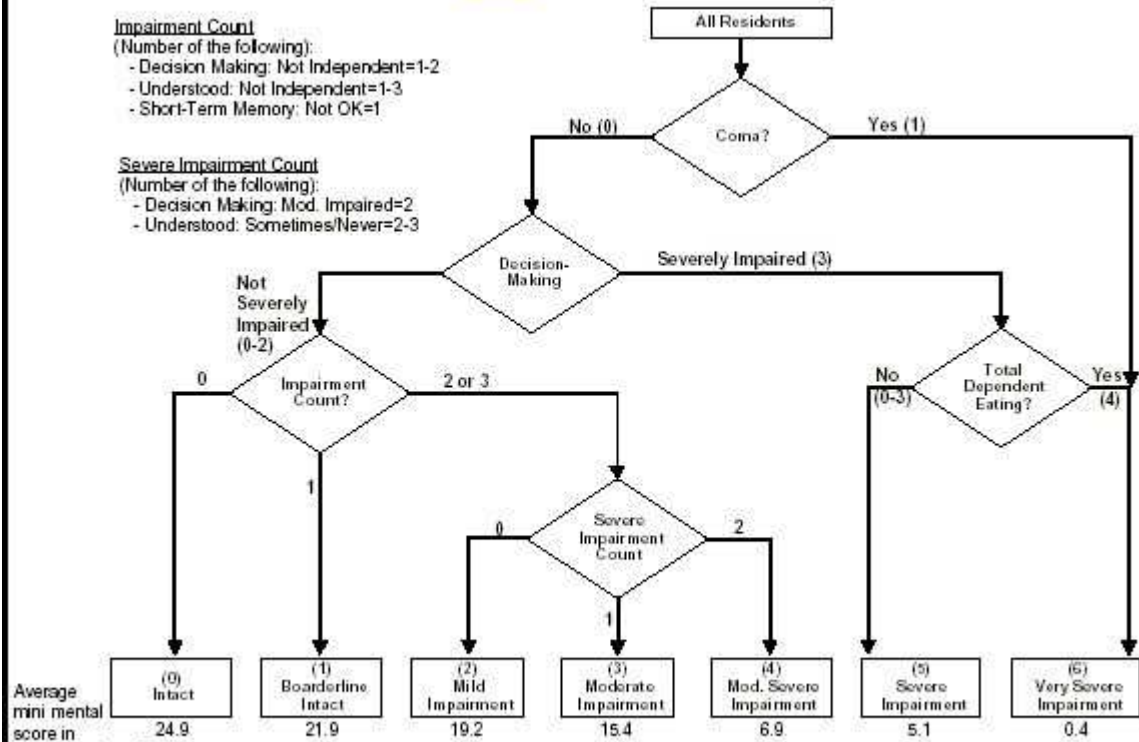 Impairment Count
(Number of the following):
- Decision Making: Not Independent=1-2
- Understood: Not Independent=1-3
- Short-Term Memory: Not OK=1
Severe Impairment Count
(Number of the following):
- Decision Making: Mod. Impaired=2
- Understood: Sometimes/Never=2-3
All Residents
Coma?
No (0)
Yes (1)
Decision-
Making
Severely Impaired (3)
Not
Severely
Impaired
(0-2)
Impairment
Count?
0
2 or 3
1
Total
Dependent
Eating?
No
(0-3)
Yes
(4)
Severe
Impairment
Count
0
2
1
(0)
Intact
(1)
Boarderline
Intact
(2)
Mild
Impairment
(3)
Moderate
Impairment
(4)
Mod. Severe
Impairment
(5)
Severe
Impairment
(6)
Very Severe
Impairment
Average
mini mental
score in
24.9
21.9
19.2
15.4
6.9
5.1
0.4